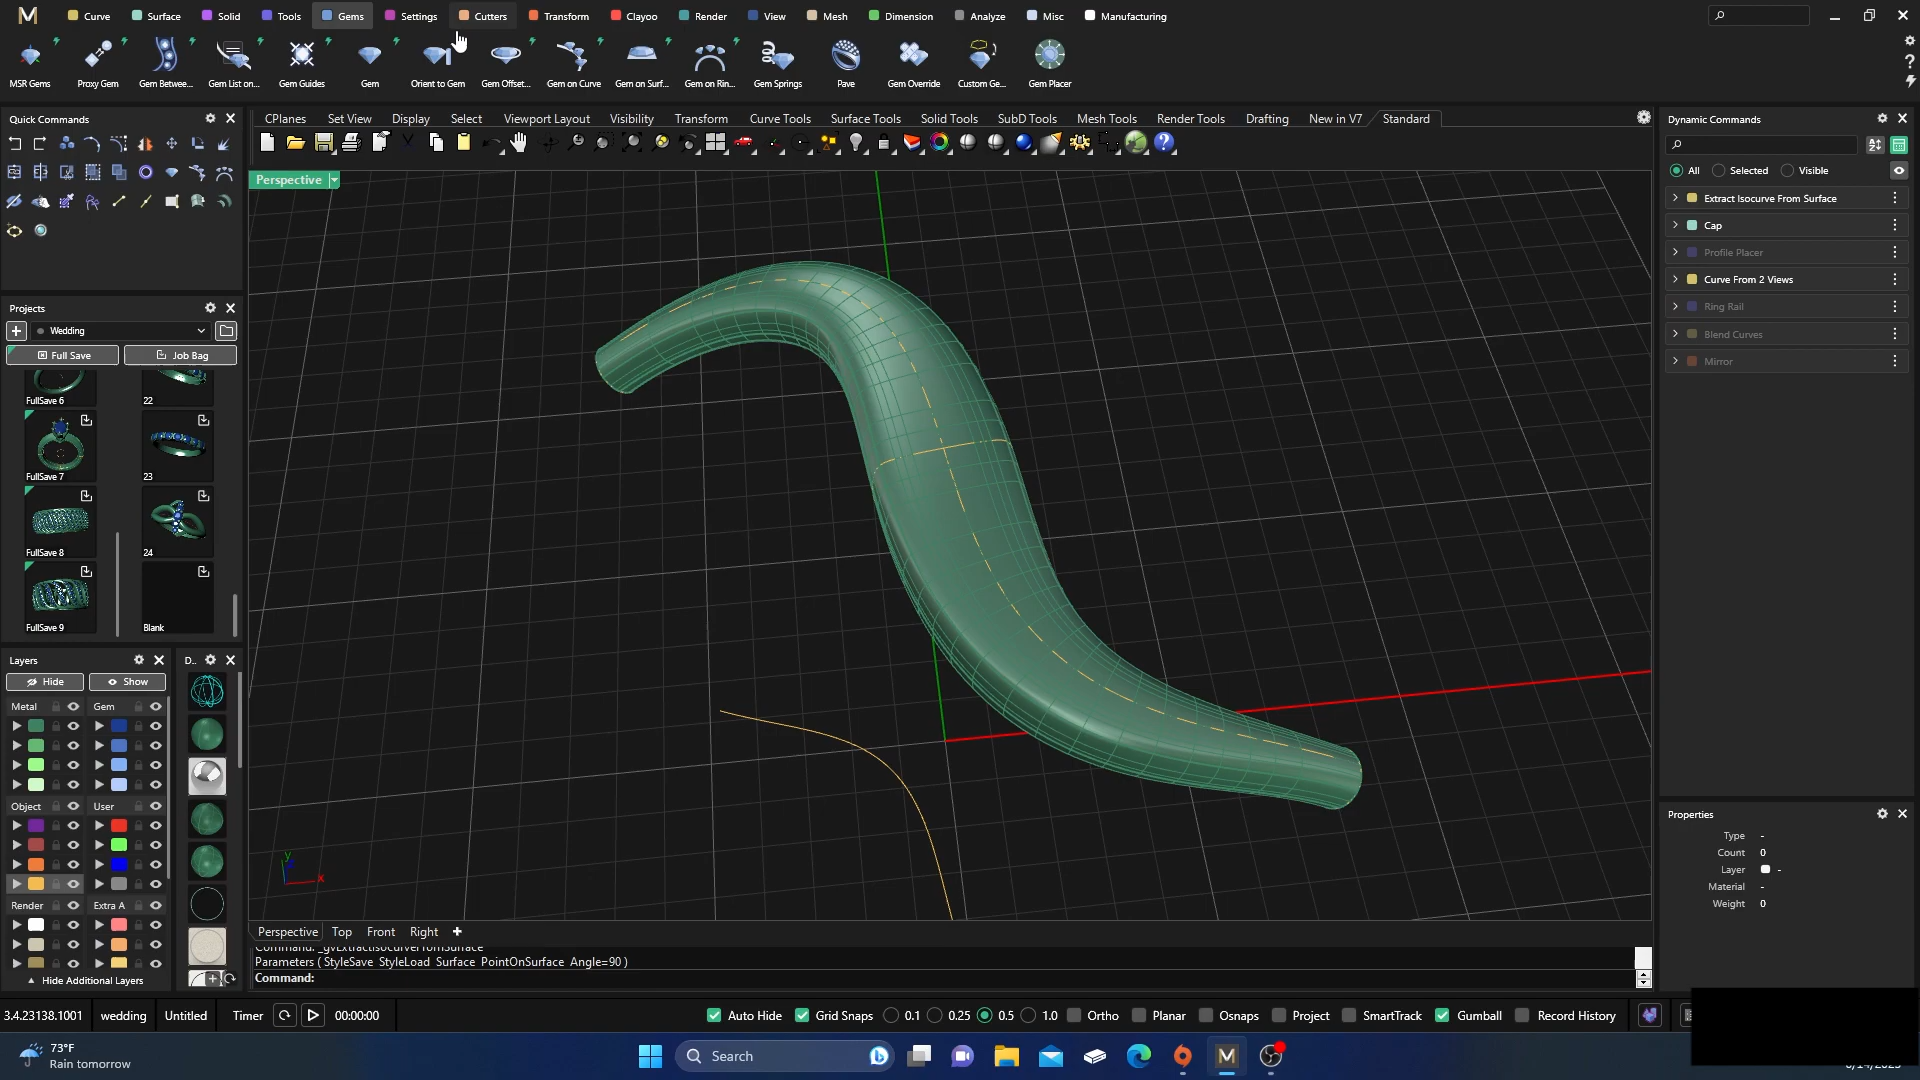 M Curve Surface Solid Tools Gems Settings Cutters Transform Clayoo Render View Mesh Dimension Analyze Misc Manufacturing
MSR Gems Proxy Gem Gem Betwee... Gem List on... Gem Guides Gem Orient to Gem Gem Offset... Gem on Curve Gem on Surf... Gem on Rin... Gem Springs Pave Gem Override Custom Ge... Gem Placer
Quick Commands
CPlanes Set View Display Select Viewport Layout Visibility Transform Curve Tools Surface Tools Solid Tools SubD Tools Mesh Tools Render Tools Drafting New in V7 Standard
Perspective
Projects
Wedding
Full Save Job Bag
FullSave 6 22
FullSave 7 23
FullSave 8 24
FullSave 9 Blank
Layers D..
Hide Show
Metal Gem
Object User
Render Extra A
Hide Additional Layers
y
x
Perspective Top Front Right
Command: _gvExtractIsocurveFromSurface
Parameters ( StyleSave StyleLoad Surface PointOnSurface Angle=90 )
Command:
Dynamic Commands
All Selected Visible
Extract Isocurve From Surface
Cap
Profile Placer
Curve From 2 Views
Ring Rail
Blend Curves
Mirror
Properties
Type -
Count 0
Layer -
Material -
Weight 0
3.4.23138.1001 wedding Untitled Timer 00:00:00 Auto Hide Grid Snaps 0.1 0.25 0.5 1.0 Ortho Planar Osnaps Project SmartTrack Gumball Record History
73°F
Rain tomorrow
Search
M